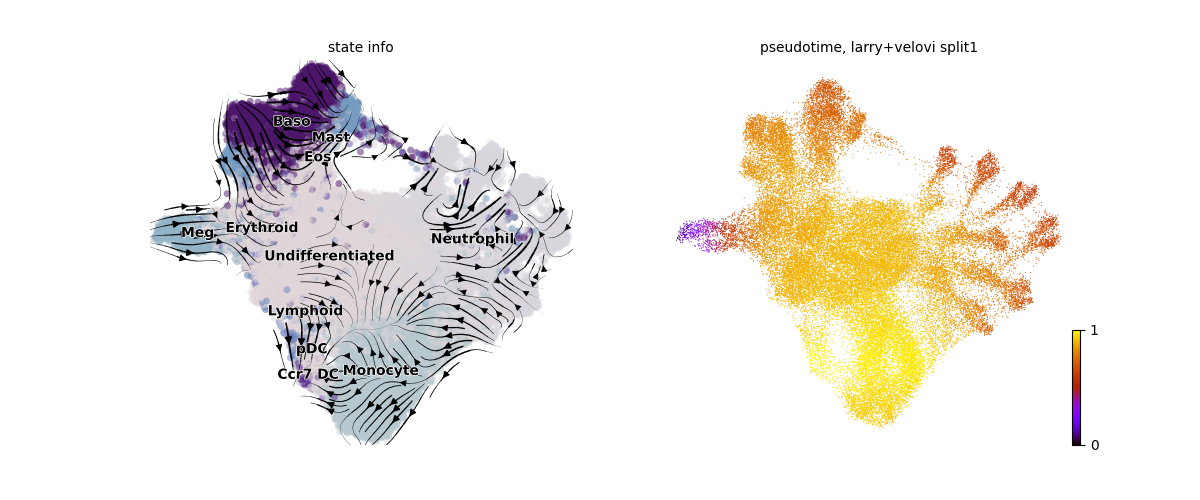 state info
pseudotime, larry+velovi split1
Baso
Mast
Eos
Meg
Erythroid
Neutrophil
Undifferentiated
Lymphoid
pDC
Ccr7 DC
Monocyte
1
0